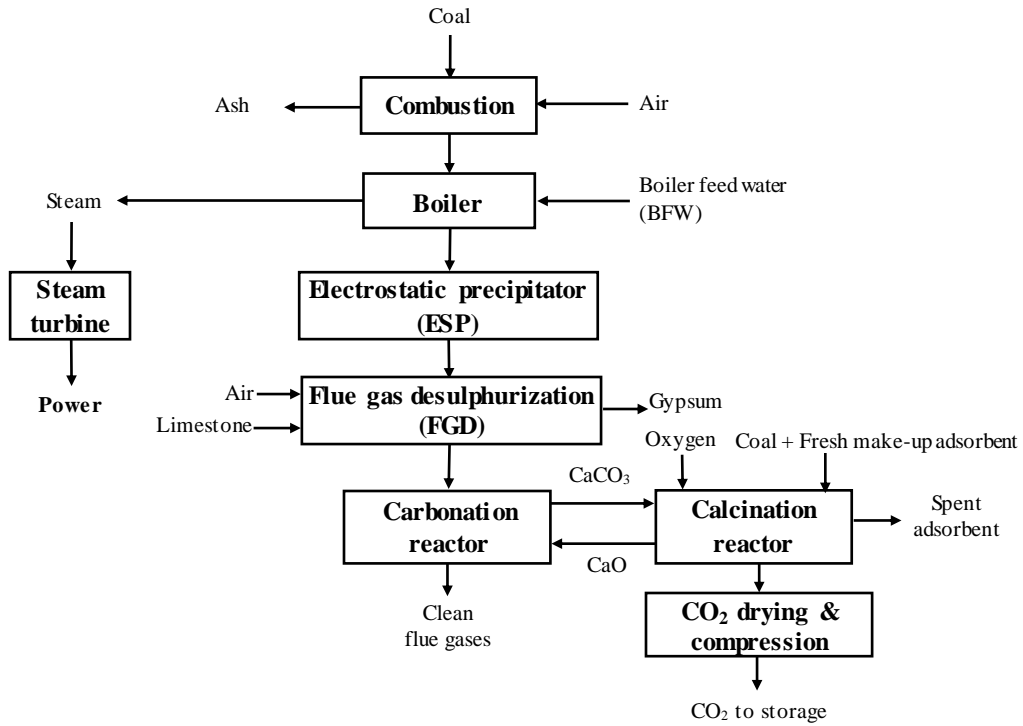 Coal
Combustion
Ash
Air
Steam
Boiler
Boiler feed water
(BFW)
Steam
turbine
Electrostatic precipitator
(ESP)
Power
Air
Limestone
Flue gas desulphurization
(FGD)
Gypsum
Oxygen
Coal + Fresh make-up adsorbent
CaCO₃
Carbonation
reactor
CaO
Calcination
reactor
Spent
adsorbent
Clean
flue gases
CO₂ drying &
compression
CO₂ to storage